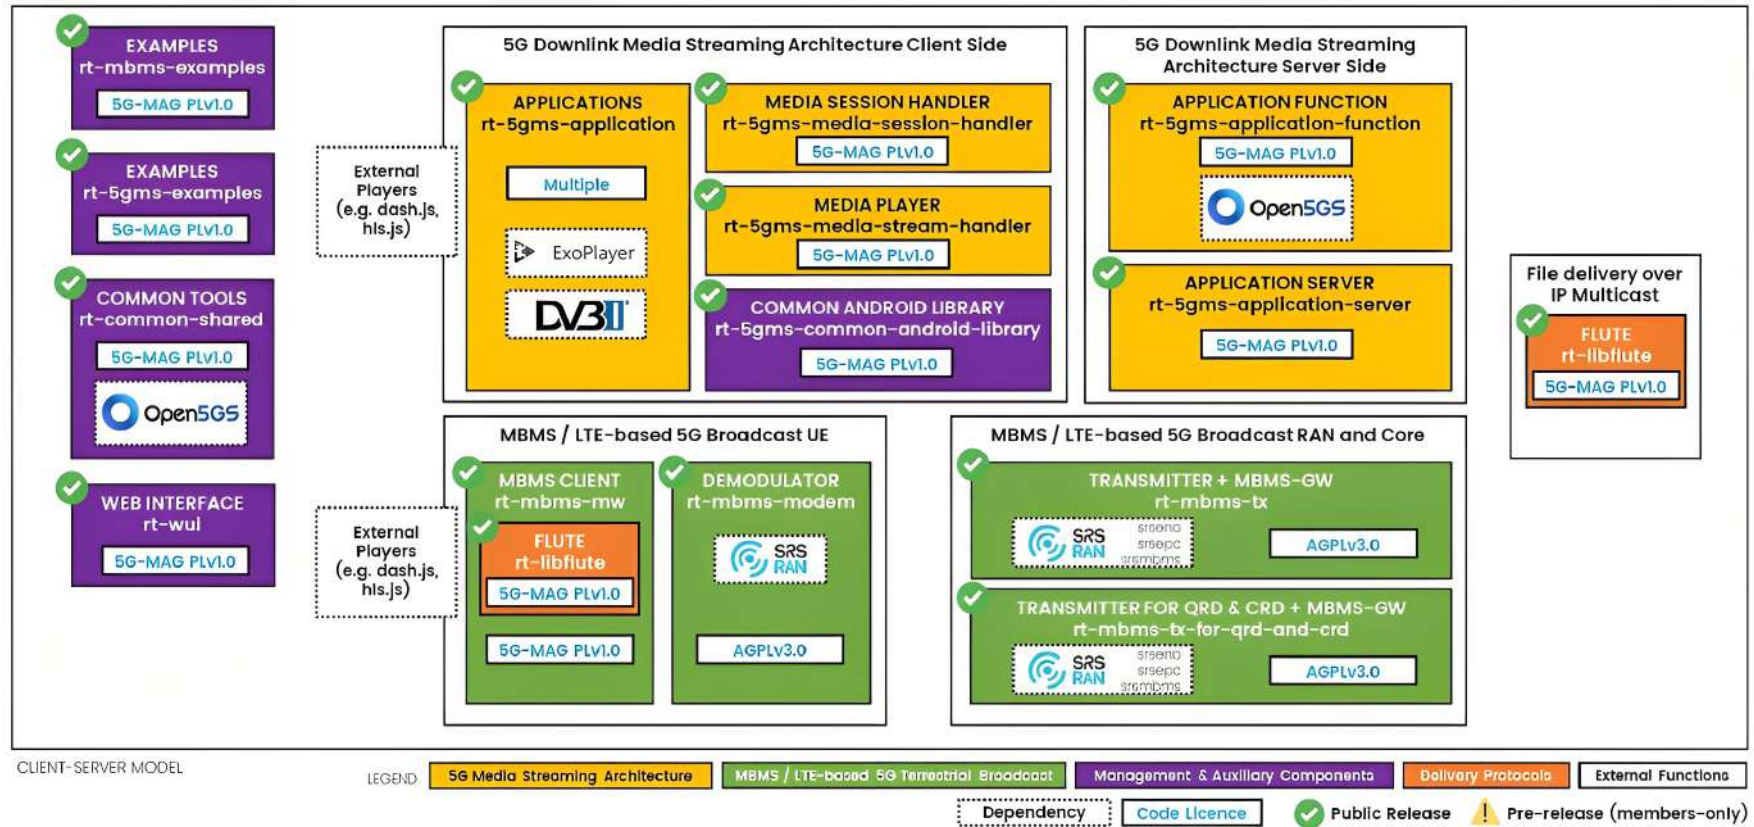 EXAMPLES
rt-mbms-examples
5G-MAG PLv1.0
EXAMPLES
rt-5gms-examples
5G-MAG PLv1.0
COMMON TOOLS
rt-common-shared
5G-MAG PLv1.0
Open5GS
WEB INTERFACE
rt-wui
5G-MAG PLv1.0
External
Players
(e.g. dash.js,
hls.js)
5G Downlink Media Streaming Architecture Client Side
APPLICATIONS
rt-5gms-application
Multiple
ExoPlayer
DVB I
MEDIA SESSION HANDLER
rt-5gms-media-session-handler
5G-MAG PLv1.0
MEDIA PLAYER
rt-5gms-media-stream-handler
5G-MAG PLv1.0
COMMON ANDROID LIBRARY
rt-5gms-common-android-library
5G-MAG PLv1.0
5G Downlink Media Streaming
Architecture Server Side
APPLICATION FUNCTION
rt-5gms-application-function
5G-MAG PLv1.0
Open5GS
APPLICATION SERVER
rt-5gms-application-server
5G-MAG PLv1.0
File delivery over
IP Multicast
FLUTE
rt-libflute
5G-MAG PLv1.0
External
Players
(e.g. dash.js,
hls.js)
MBMS / LTE-based 5G Broadcast UE
MBMS CLIENT
rt-mbms-mw
FLUTE
rt-libflute
5G-MAG PLv1.0
5G-MAG PLv1.0
DEMODULATOR
rt-mbms-modem
SRS
RAN
AGPLv3.0
MBMS / LTE-based 5G Broadcast RAN and Core
TRANSMITTER + MBMS-GW
rt-mbms-tx
SRS
RAN
srsenb
srsepc
srsmbms
AGPLv3.0
TRANSMITTER FOR QRD & CRD + MBMS-GW
rt-mbms-tx-for-qrd-and-crd
SRS
RAN
srsenb
srsepc
srsmbms
AGPLv3.0
CLIENT-SERVER MODEL
LEGEND
5G Media Streaming Architecture
MBMS / LTE-based 5G Terrestrial Broadcast
Management & Auxiliary Components
Delivery Protocols
External Functions
Dependency
Code Licence
Public Release
Pre-release (members-only)